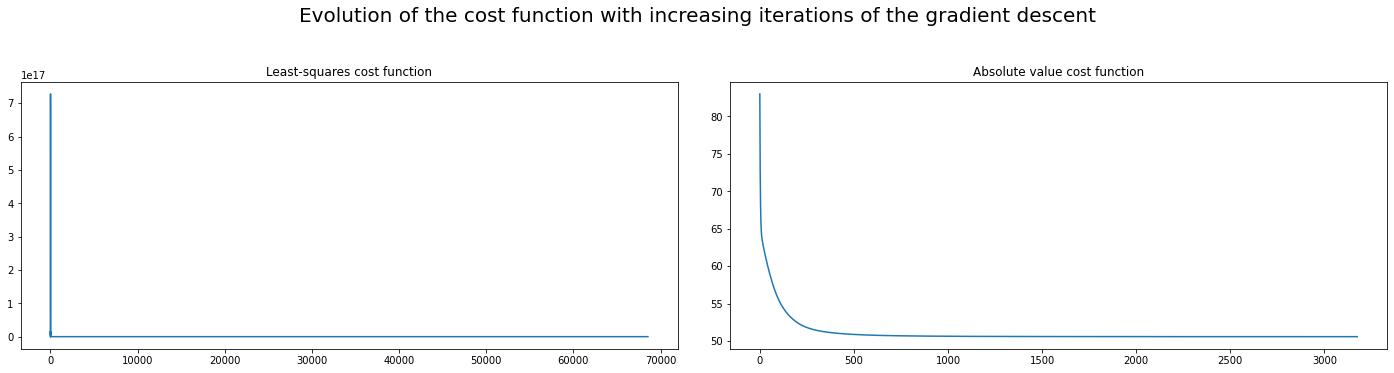 Evolution of the cost function with increasing iterations of the gradient descent
Least-squares cost function
1e17
7
6
5
4
3
2
1
0
0 10000 20000 30000 40000 50000 60000 70000
Absolute value cost function
80
75
70
65
60
55
50
0 500 1000 1500 2000 2500 3000